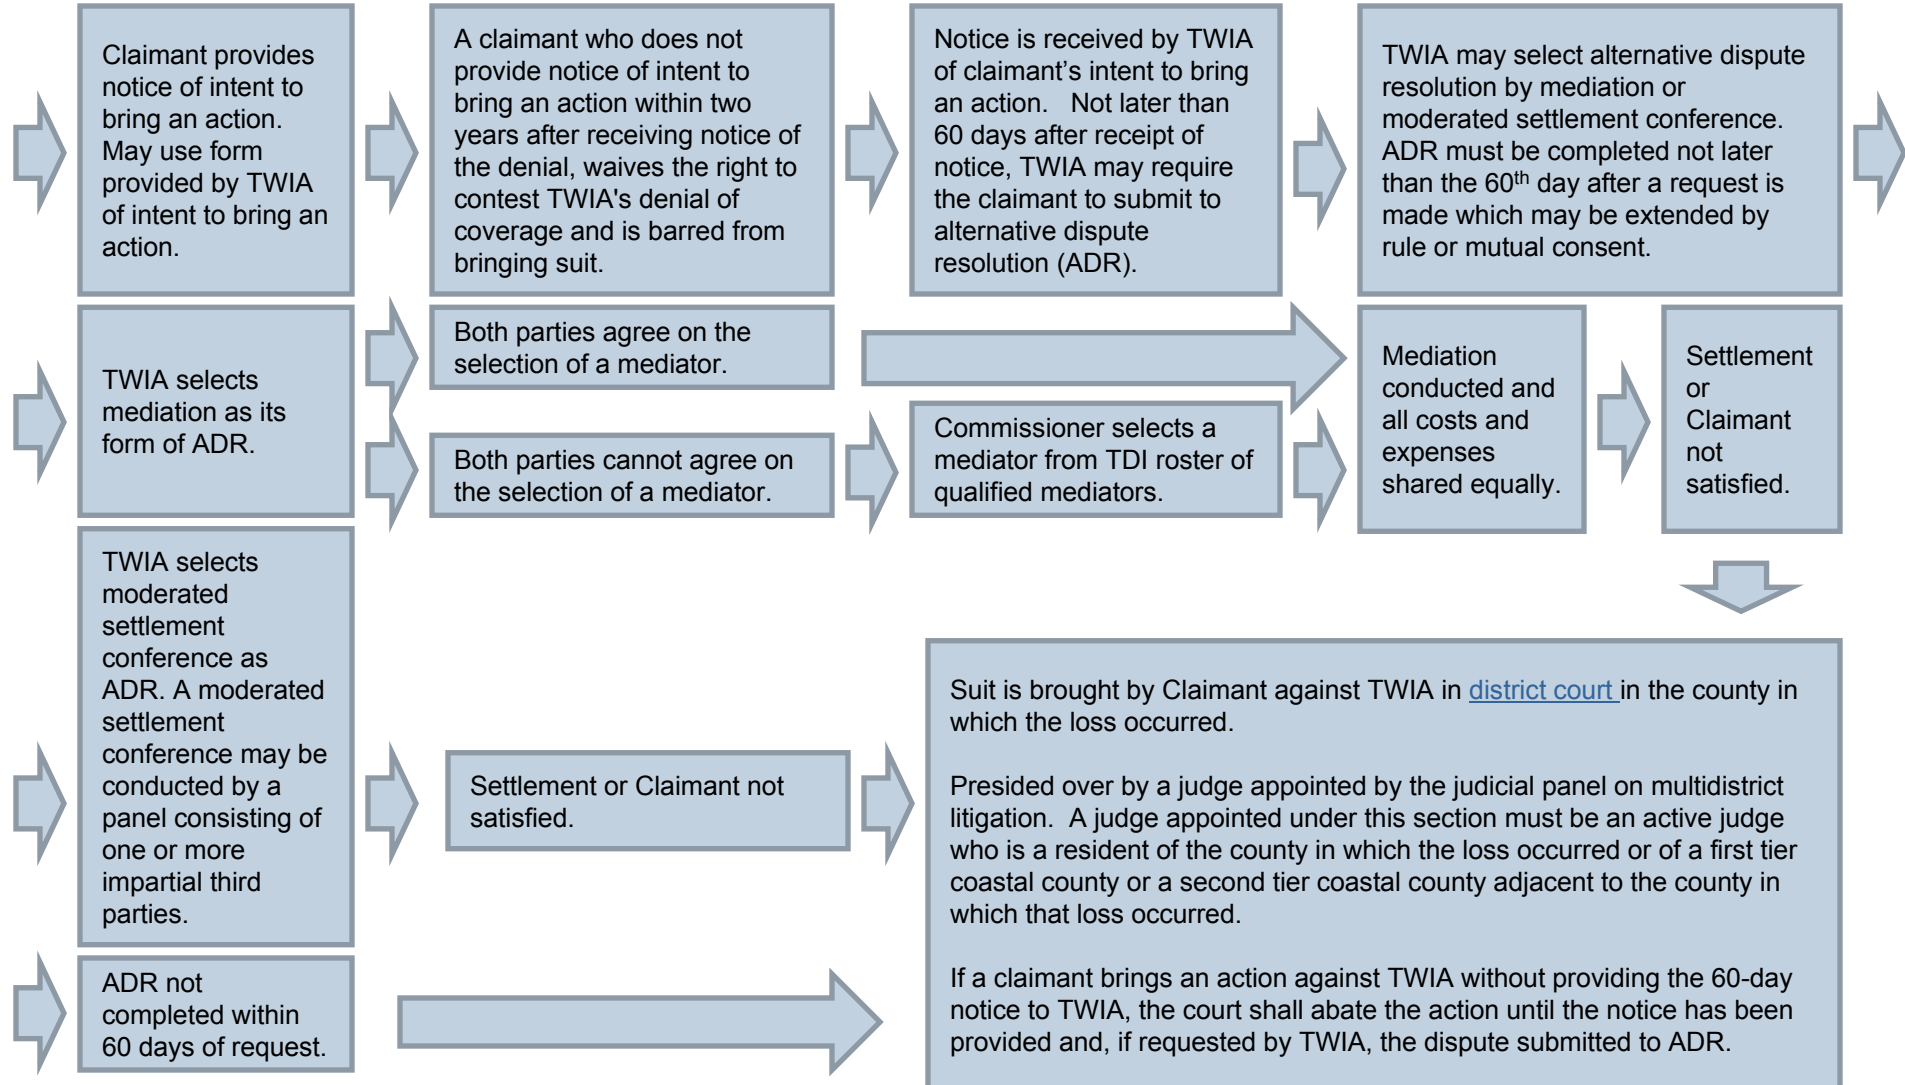 Claimant provides
notice of intent to
bring an action.
May use form
provided by TWIA
of intent to bring an
action.
A claimant who does not
provide notice of intent to
bring an action within two
years after receiving notice of
the denial, waives the right to
contest TWIA's denial of
coverage and is barred from
bringing suit.
Notice is received by TWIA
of claimant’s intent to bring
an action.   Not later than
60 days after receipt of
notice, TWIA may require
the claimant to submit to
alternative dispute
resolution (ADR).
TWIA may select alternative dispute
resolution by mediation or
moderated settlement conference.
ADR must be completed not later
than the 60th day after a request is
made which may be extended by
rule or mutual consent.
TWIA selects
mediation as its
form of ADR.
Both parties agree on the
selection of a mediator.
Both parties cannot agree on
the selection of a mediator.
Commissioner selects a
mediator from TDI roster of
qualified mediators.
Mediation
conducted and
all costs and
expenses
shared equally.
Settlement
or
Claimant
not
satisfied.
TWIA selects
moderated
settlement
conference as
ADR. A moderated
settlement
conference may be
conducted by a
panel consisting of
one or more
impartial third
parties.
Settlement or Claimant not
satisfied.
Suit is brought by Claimant against TWIA in district court in the county in
which the loss occurred.
Presided over by a judge appointed by the judicial panel on multidistrict
litigation.  A judge appointed under this section must be an active judge
who is a resident of the county in which the loss occurred or of a first tier
coastal county or a second tier coastal county adjacent to the county in
which that loss occurred.
If a claimant brings an action against TWIA without providing the 60-day
notice to TWIA, the court shall abate the action until the notice has been
provided and, if requested by TWIA, the dispute submitted to ADR.
ADR not
completed within
60 days of request.